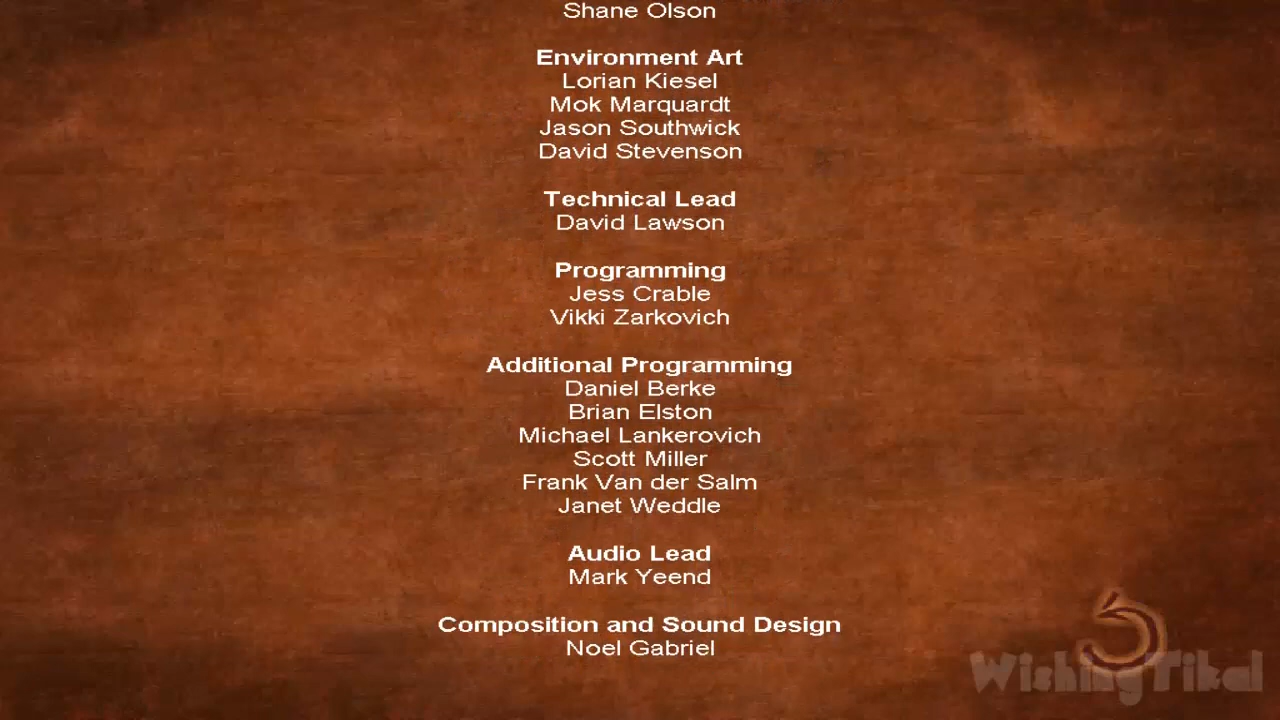 Shane Olson
Environment Art
Lorian Kiesel
Mok Marquardt
Jason Southwick
David Stevenson
Technical Lead
David Lawson
Programming
Jess Crable
Vikki Zarkovich
Additional Programming
Daniel Berke
Brian Elston
Michael Lankerovich
Scott Miller
Frank Van der Salm
Janet Weddle
Audio Lead
Mark Yeend
Composition and Sound Design
Noel Gabriel
WishingTikal